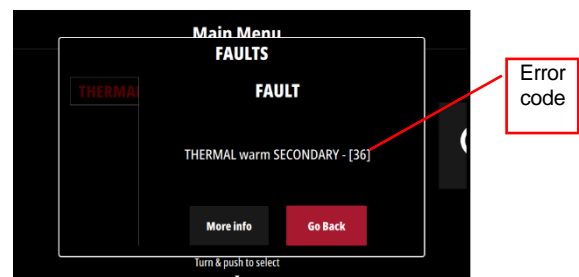 Main Menu
FAULTS
THERMAL
FAULT
THERMAL warm SECONDARY - [36]
More info
Go Back
Turn & push to select
Error
code